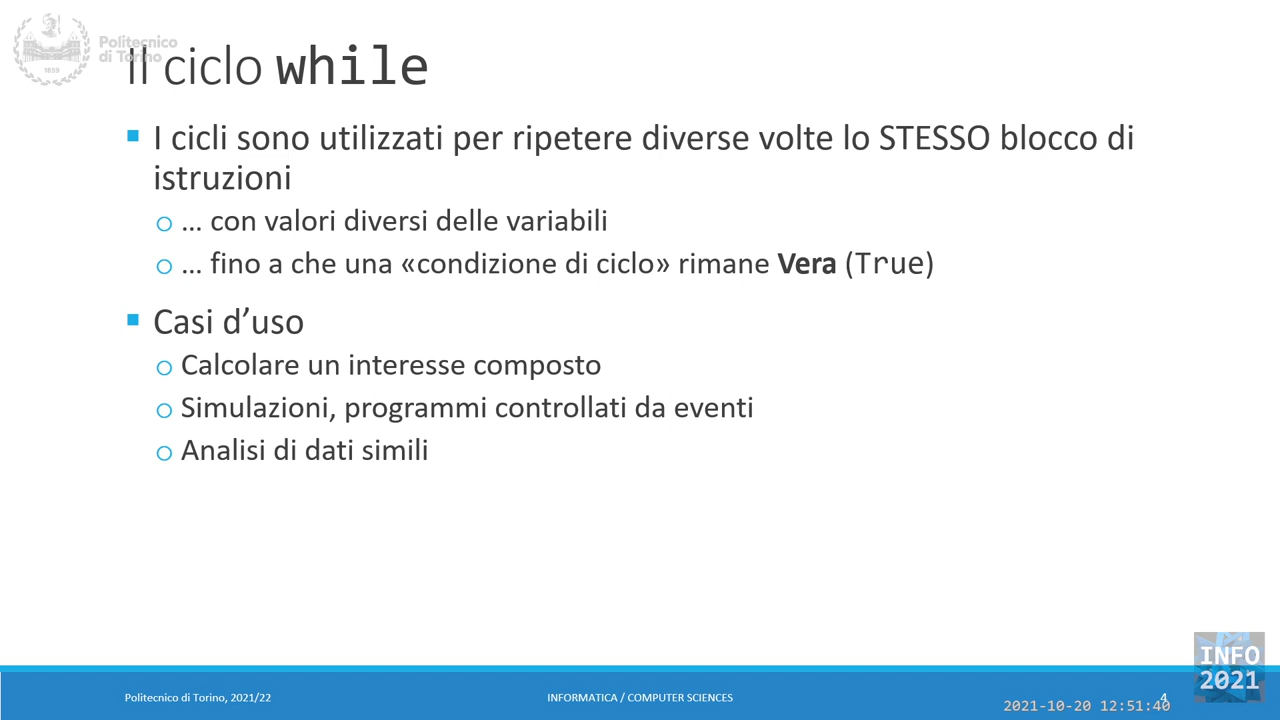 Politecnico
di Torino
1859
Il ciclo while
I cicli sono utilizzati per ripetere diverse volte lo STESSO blocco di
istruzioni
... con valori diversi delle variabili
... fino a che una «condizione di ciclo» rimane Vera (True)
Casi d’uso
Calcolare un interesse composto
Simulazioni, programmi controllati da eventi
Analisi di dati simili
Politecnico di Torino, 2021/22
INFORMATICA / COMPUTER SCIENCES
4
INFO
2021
2021-10-20 12:51:40